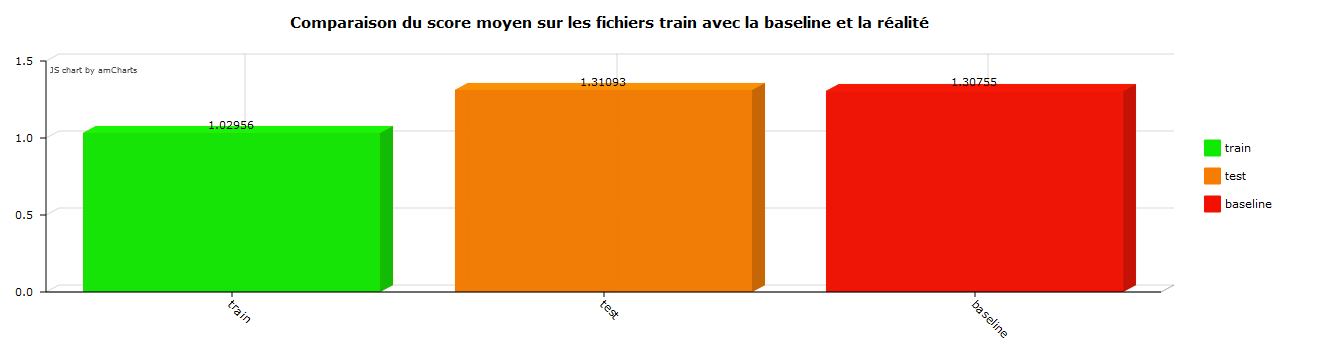 Comparaison du score moyen sur les fichiers train avec la baseline et la réalité
JS chart by amCharts
1.5
1.0
0.5
0.0
1.02956
1.31093
1.30755
train
test
baseline
train
test
baseline